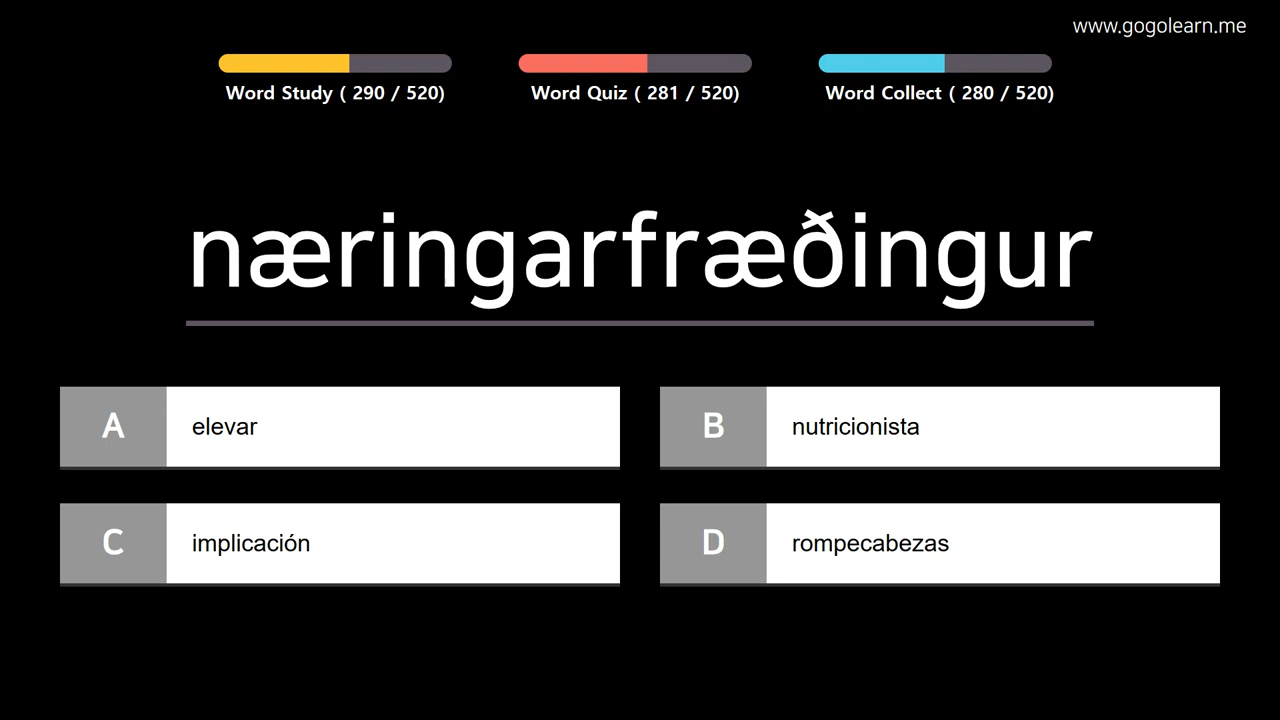 www.gogolearn.me
Word Study ( 290 / 520)
Word Quiz ( 281 / 520)
Word Collect ( 280 / 520)
næringarfræðingur
A
elevar
B
nutricionista
C
implicación
D
rompecabezas